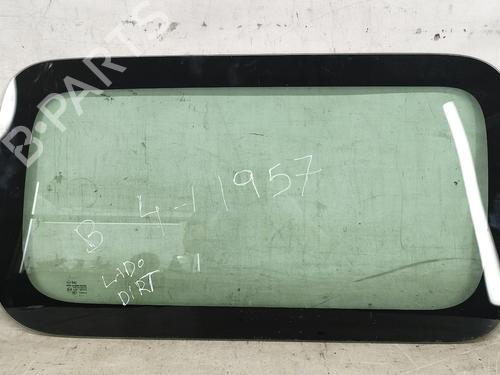 B-PARTS
B 4-11957
LADO
DIRT